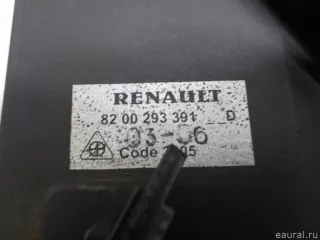 RENAULT
82 00 293 391 _ D
Code
eaural.ru